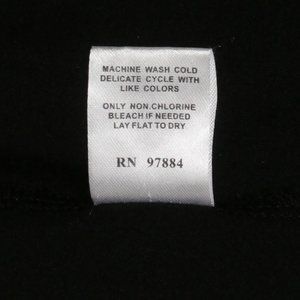 MACHINE WASH COLD
DELICATE CYCLE WITH
LIKE COLORS
ONLY NON.CHLORINE
BLEACH IF NEEDED
LAY FLAT TO DRY
RN 97884